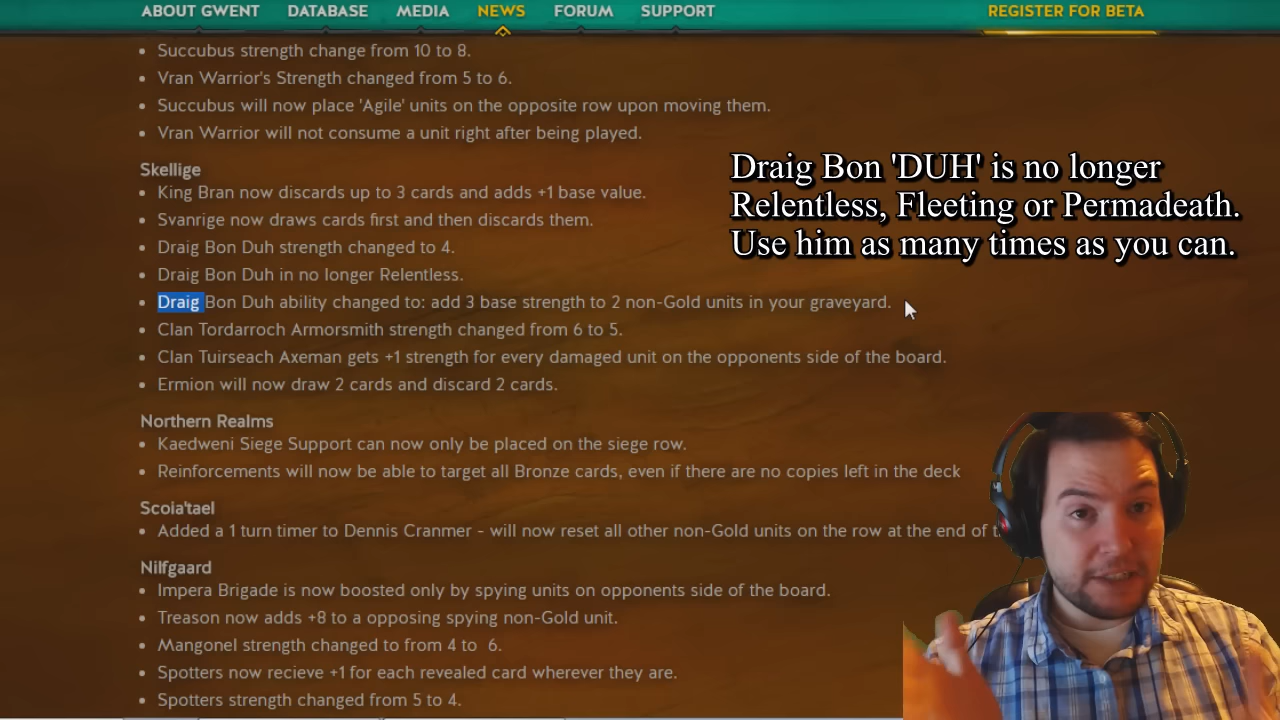 ABOUT GWENT DATABASE MEDIA NEWS FORUM SUPPORT REGISTER FOR BETA
Succubus strength change from 10 to 8.
Vran Warrior's Strength changed from 5 to 6.
Succubus will now place 'Agile' units on the opposite row upon moving them.
Vran Warrior will not consume a unit right after being played.
Skellige
King Bran now discards up to 3 cards and adds +1 base value.
Svanrige now draws cards first and then discards them.
Draig Bon Duh strength changed to 4.
Draig Bon Duh in no longer Relentless.
Draig Bon Duh ability changed to: add 3 base strength to 2 non-Gold units in your graveyard.
Clan Tordarroch Armorsmith strength changed from 6 to 5.
Clan Tuirseach Axeman gets +1 strength for every damaged unit on the opponents side of the board.
Ermion will now draw 2 cards and discard 2 cards.
Draig Bon 'DUH' is no longer
Relentless, Fleeting or Permadeath.
Use him as many times as you can.
Northern Realms
Kaedweni Siege Support can now only be placed on the siege row.
Reinforcements will now be able to target all Bronze cards, even if there are no copies left in the deck
Scoia'tael
Added a 1 turn timer to Dennis Cranmer - will now reset all other non-Gold units on the row at the end of
Nilfgaard
Impera Brigade is now boosted only by spying units on opponents side of the board.
Treason now adds +8 to a opposing spying non-Gold unit.
Mangonel strength changed to from 4 to 6.
Spotters now recieve +1 for each revealed card wherever they are.
Spotters strength changed from 5 to 4.